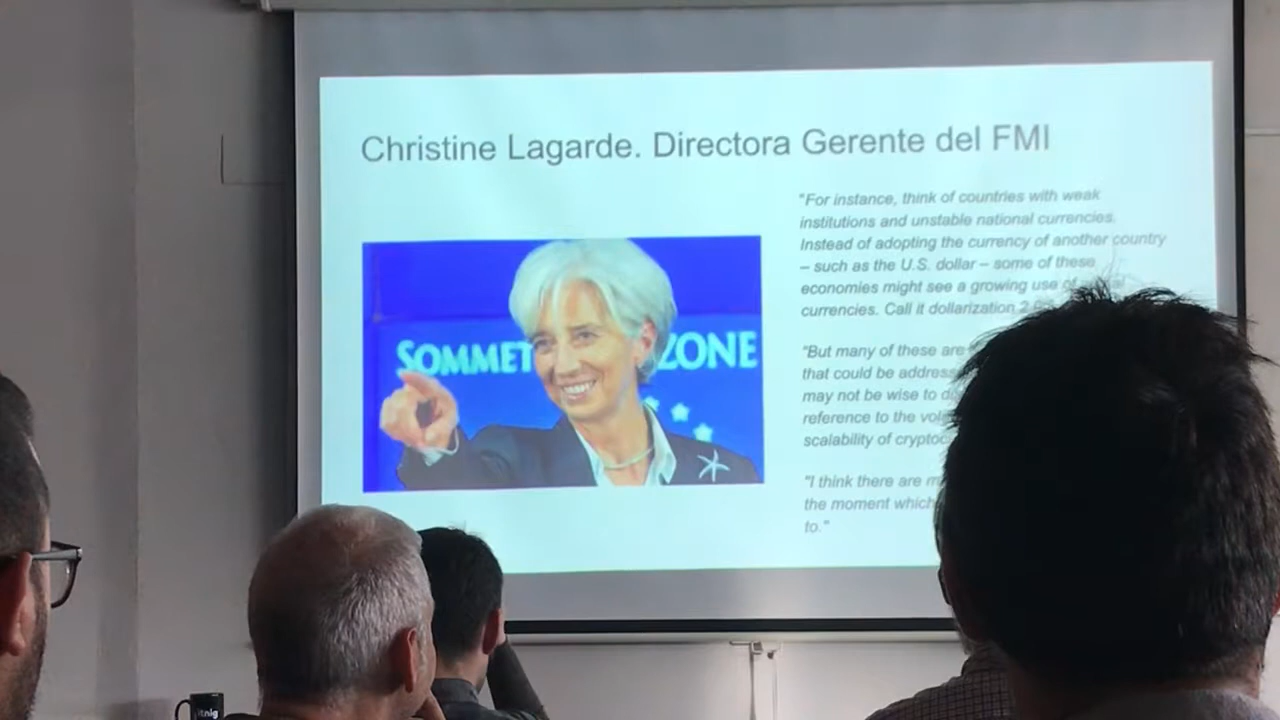 Christine Lagarde. Directora Gerente del FMI
"For instance, think of countries with weak
institutions and unstable national currencies.
Instead of adopting the currency of another country
– such as the U.S. dollar – some of these
economies might see a growing use of
currencies. Call it dollarization
"But many of these are
that could be
may not be wise to
reference to the
scalability of
"I think there are
the moment which
to."
SOMMET ZONE
itnig